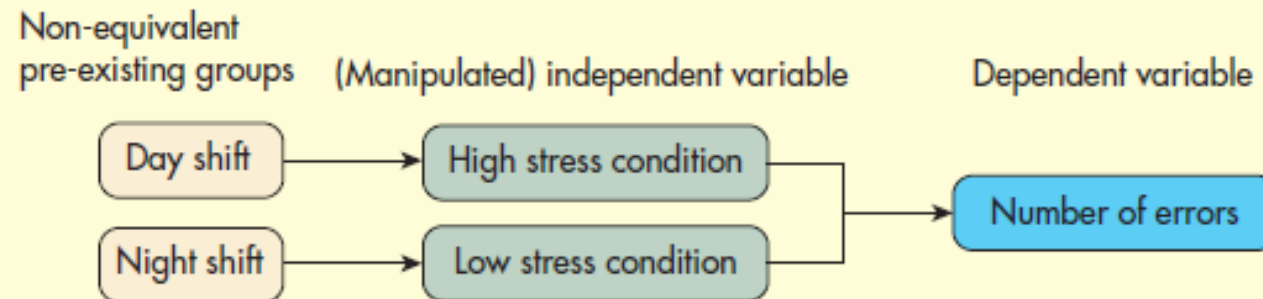 Non-equivalent
pre-existing groups
(Manipulated) independent variable
Dependent variable
Day shift
High stress condition
Number of errors
Night shift
Low stress condition